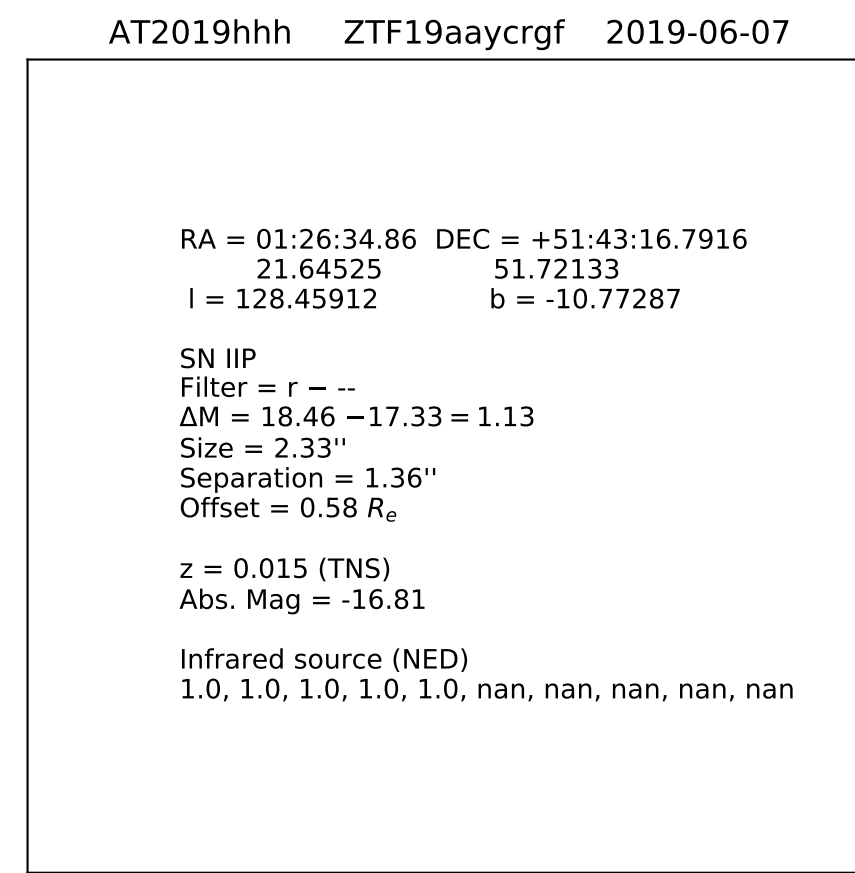 AT2019hhh ZTF19aaycrgf 2019-06-07
RA = 01:26:34.86 DEC = +51:43:16.7916
21.64525 51.72133
l = 128.45912 b = -10.77287
SN IIP
Filter = r − --
ΔM = 18.46 −17.33 = 1.13
Size = 2.33''
Separation = 1.36''
Offset = 0.58 Re
z = 0.015 (TNS)
Abs. Mag = -16.81
Infrared source (NED)
1.0, 1.0, 1.0, 1.0, 1.0, nan, nan, nan, nan, nan